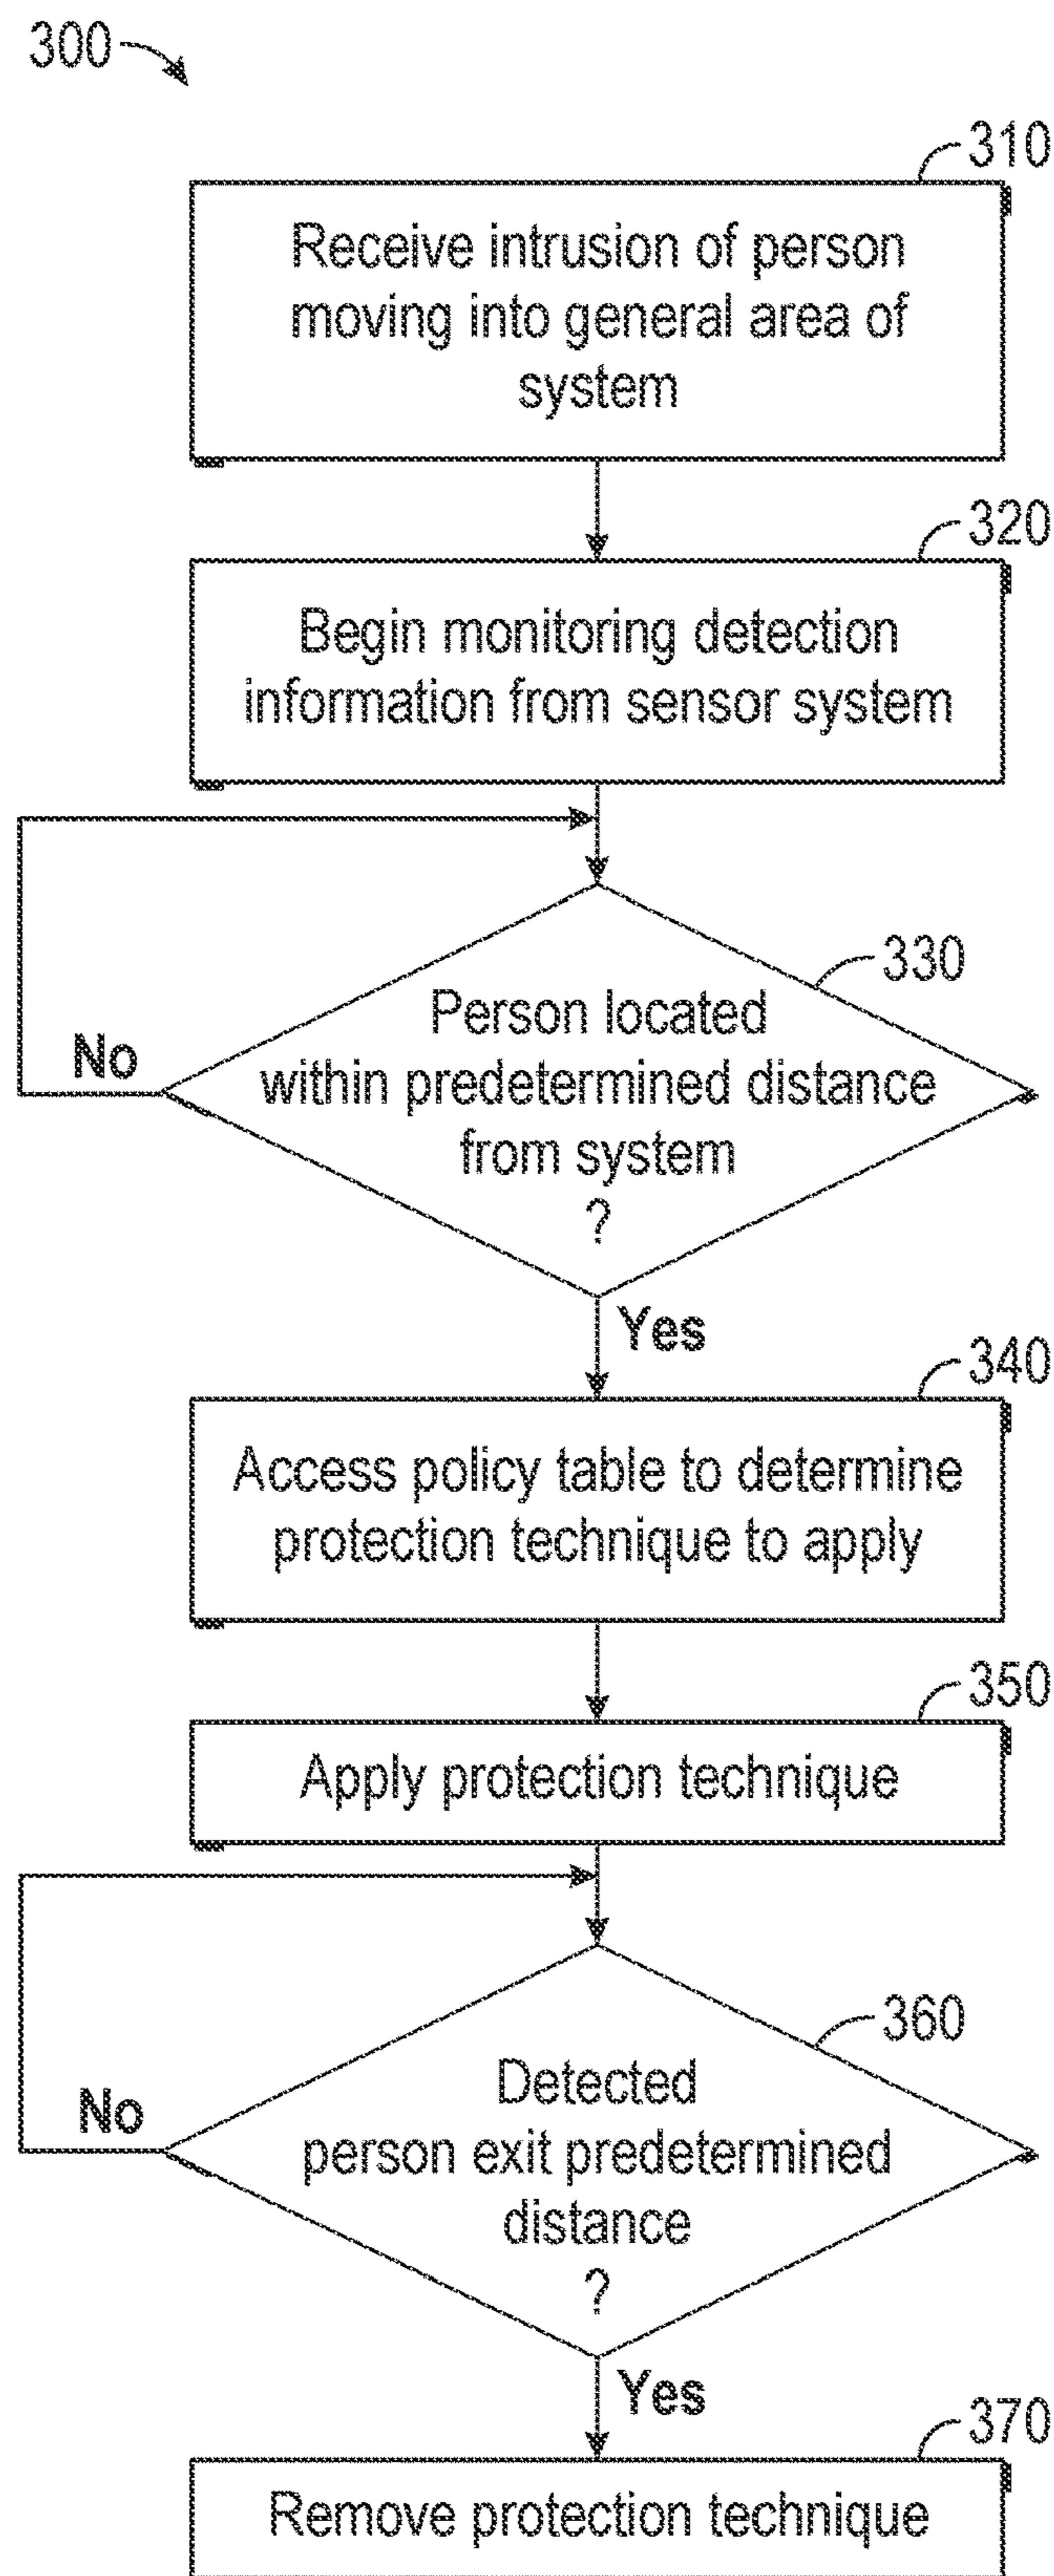 300
310
Receive intrusion of person
moving into general area of
system
320
Begin monitoring detection
information from sensor system
330
Person located
within predetermined distance
from system
?
No
Yes
340
Access policy table to determine
protection technique to apply
350
Apply protection technique
360
Detected
person exit predetermined
distance
?
No
Yes
370
Remove protection technique